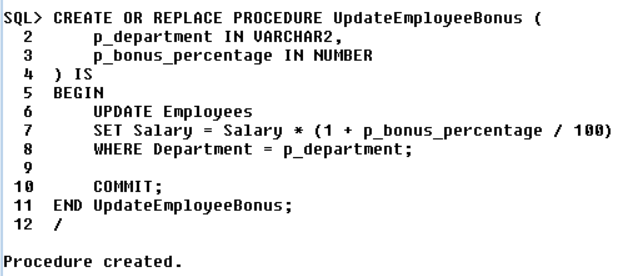 SQL> CREATE OR REPLACE PROCEDURE UpdateEmployeeBonus (
  2      p_department IN VARCHAR2,
  3      p_bonus_percentage IN NUMBER
  4  ) IS
  5  BEGIN
  6      UPDATE Employees
  7      SET Salary = Salary * (1 + p_bonus_percentage / 100)
  8      WHERE Department = p_department;
  9
 10      COMMIT;
 11  END UpdateEmployeeBonus;
 12  /
Procedure created.